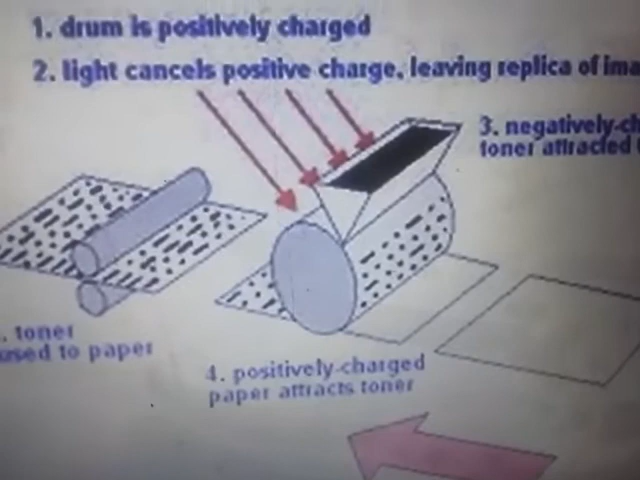 1. drum is positively charged
2. light cancels positive charge, leaving replica of ima
3. negatively-ch
toner attracted
. toner
used to paper
4. positively-charged
paper attracts toner